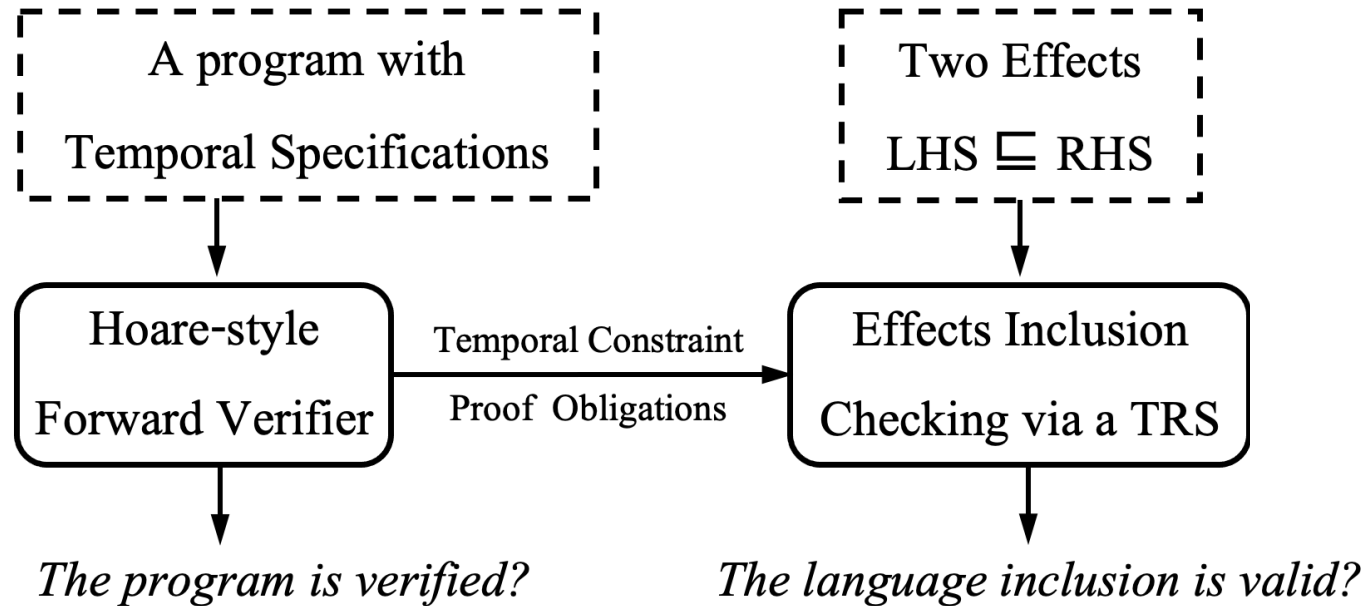 A program with
Temporal Specifications
Two Effects
LHS ⊑ RHS
Hoare-style
Forward Verifier
Temporal Constraint
Proof Obligations
Effects Inclusion
Checking via a TRS
The program is verified?
The language inclusion is valid?